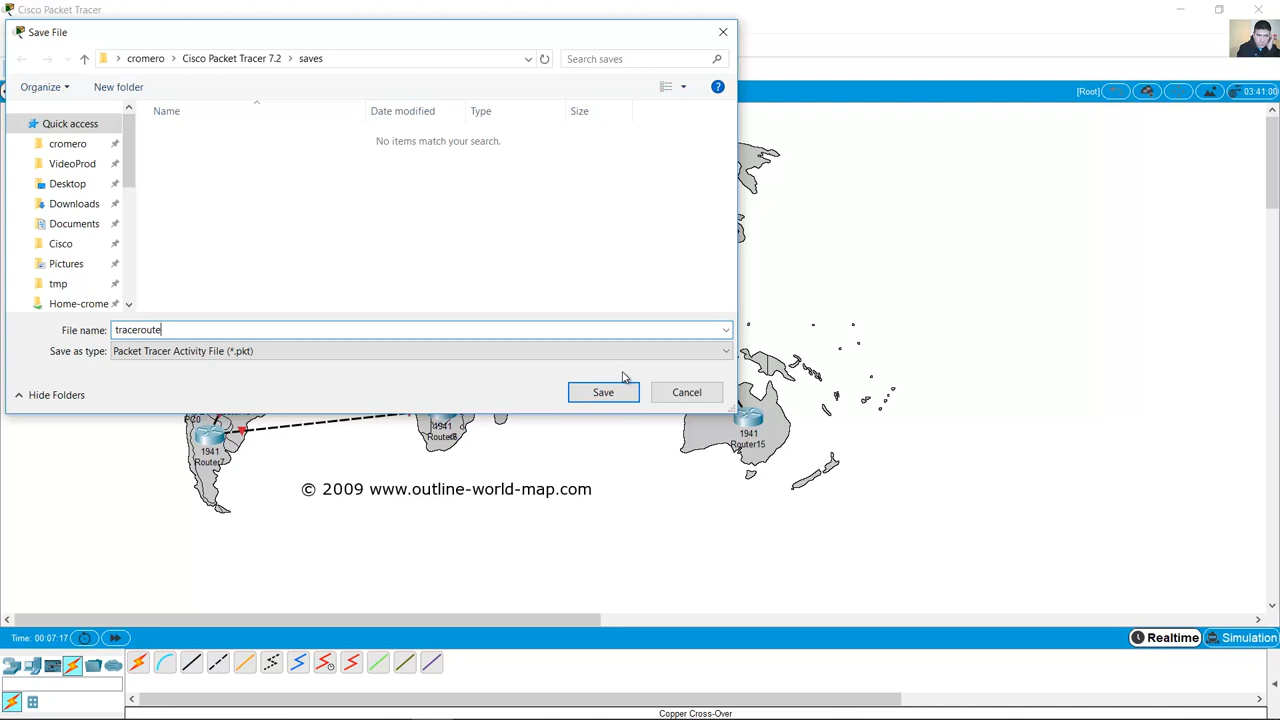 Cisco Packet Tracer
Save File
cromero > Cisco Packet Tracer 7.2 > saves
Search saves
Organize
New folder
[Root]
03:41:00
Name
Date modified
Type
Size
Quick access
No items match your search.
cromero
VideoProd
Desktop
Downloads
Documents
Cisco
Pictures
tmp
Home-crome
File name:
traceroute
Save as type:
Packet Tracer Activity File (*.pkt)
Hide Folders
Save
Cancel
1941
Router7
1941
1941
Router15
© 2009 www.outline-world-map.com
Time: 00:07:17
Realtime
Simulation
Copper Cross-Over